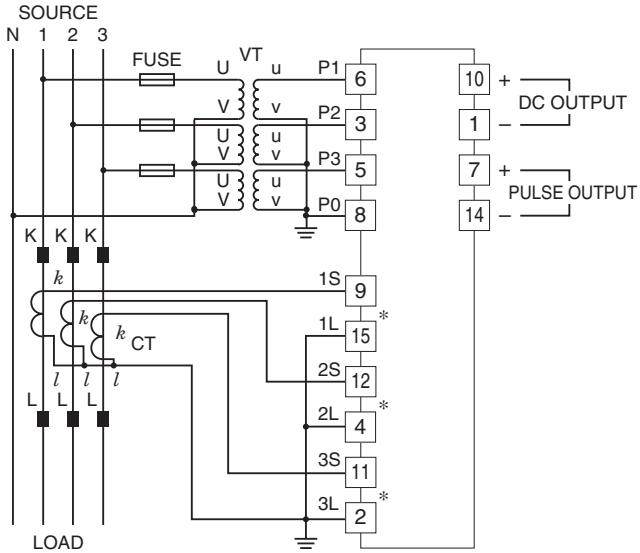 SOURCE
N 1 2 3
FUSE
VT
U u P1 6 10 +
DC OUTPUT
V v P2 3 1 −
U u
V v P3 5 7 +
PULSE OUTPUT
U u
V v P0 8 14 −
K K K
k 1S 9
k 1L 15 *
k CT
l l l 2S 12
L L L 2L 4 *
3S 11
3L 2 *
LOAD